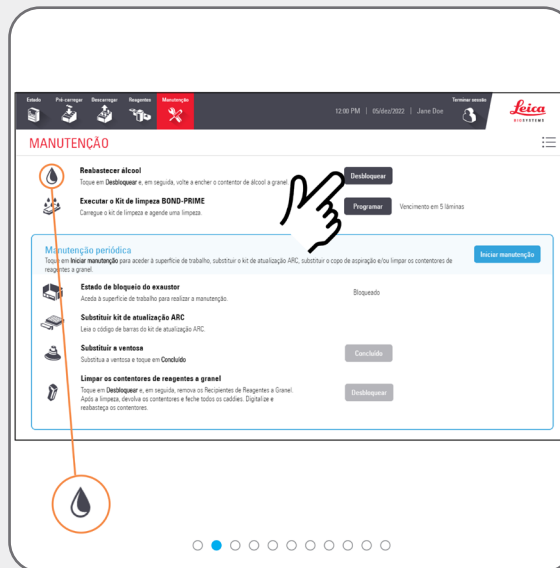 Estado Pré-carregar Descarregar Reagentes Manutenção
12:00 PM | 05/dez/2022 | Jane Doe
Terminar sessão
Leica
BIOSYSTEMS
MANUTENÇÃO
Reabastecer álcool
Toque em Desbloquear e, em seguida, volte a encher o contentor de álcool a granel.
Desbloquear
Executar o Kit de limpeza BOND-PRIME
Carregue o kit de limpeza e agende uma limpeza.
Programar
Vencimento em 5 lâminas
Manutenção periódica
Toque em Iniciar manutenção para aceder à superfície de trabalho, substituir o kit de atualização ARC, substituir o copo de aspiração e/ou limpar os contentores de
reagentes a granel.
Iniciar manutenção
Estado de bloqueio do exaustor
Aceda à superfície de trabalho para realizar a manutenção.
Bloqueado
Substituir kit de atualização ARC
Leia o código de barras do kit de atualização ARC.
Substituir a ventosa
Substitua a ventosa e toque em Concluído
Concluído
Limpar os contentores de reagentes a granel
Toque em Desbloquear e, em seguida, remova os Recipientes de Reagentes a Granel.
Após a limpeza, devolva os contentores e feche todos os caddies. Digitalize e
reabasteça os contentores.
Desbloquear